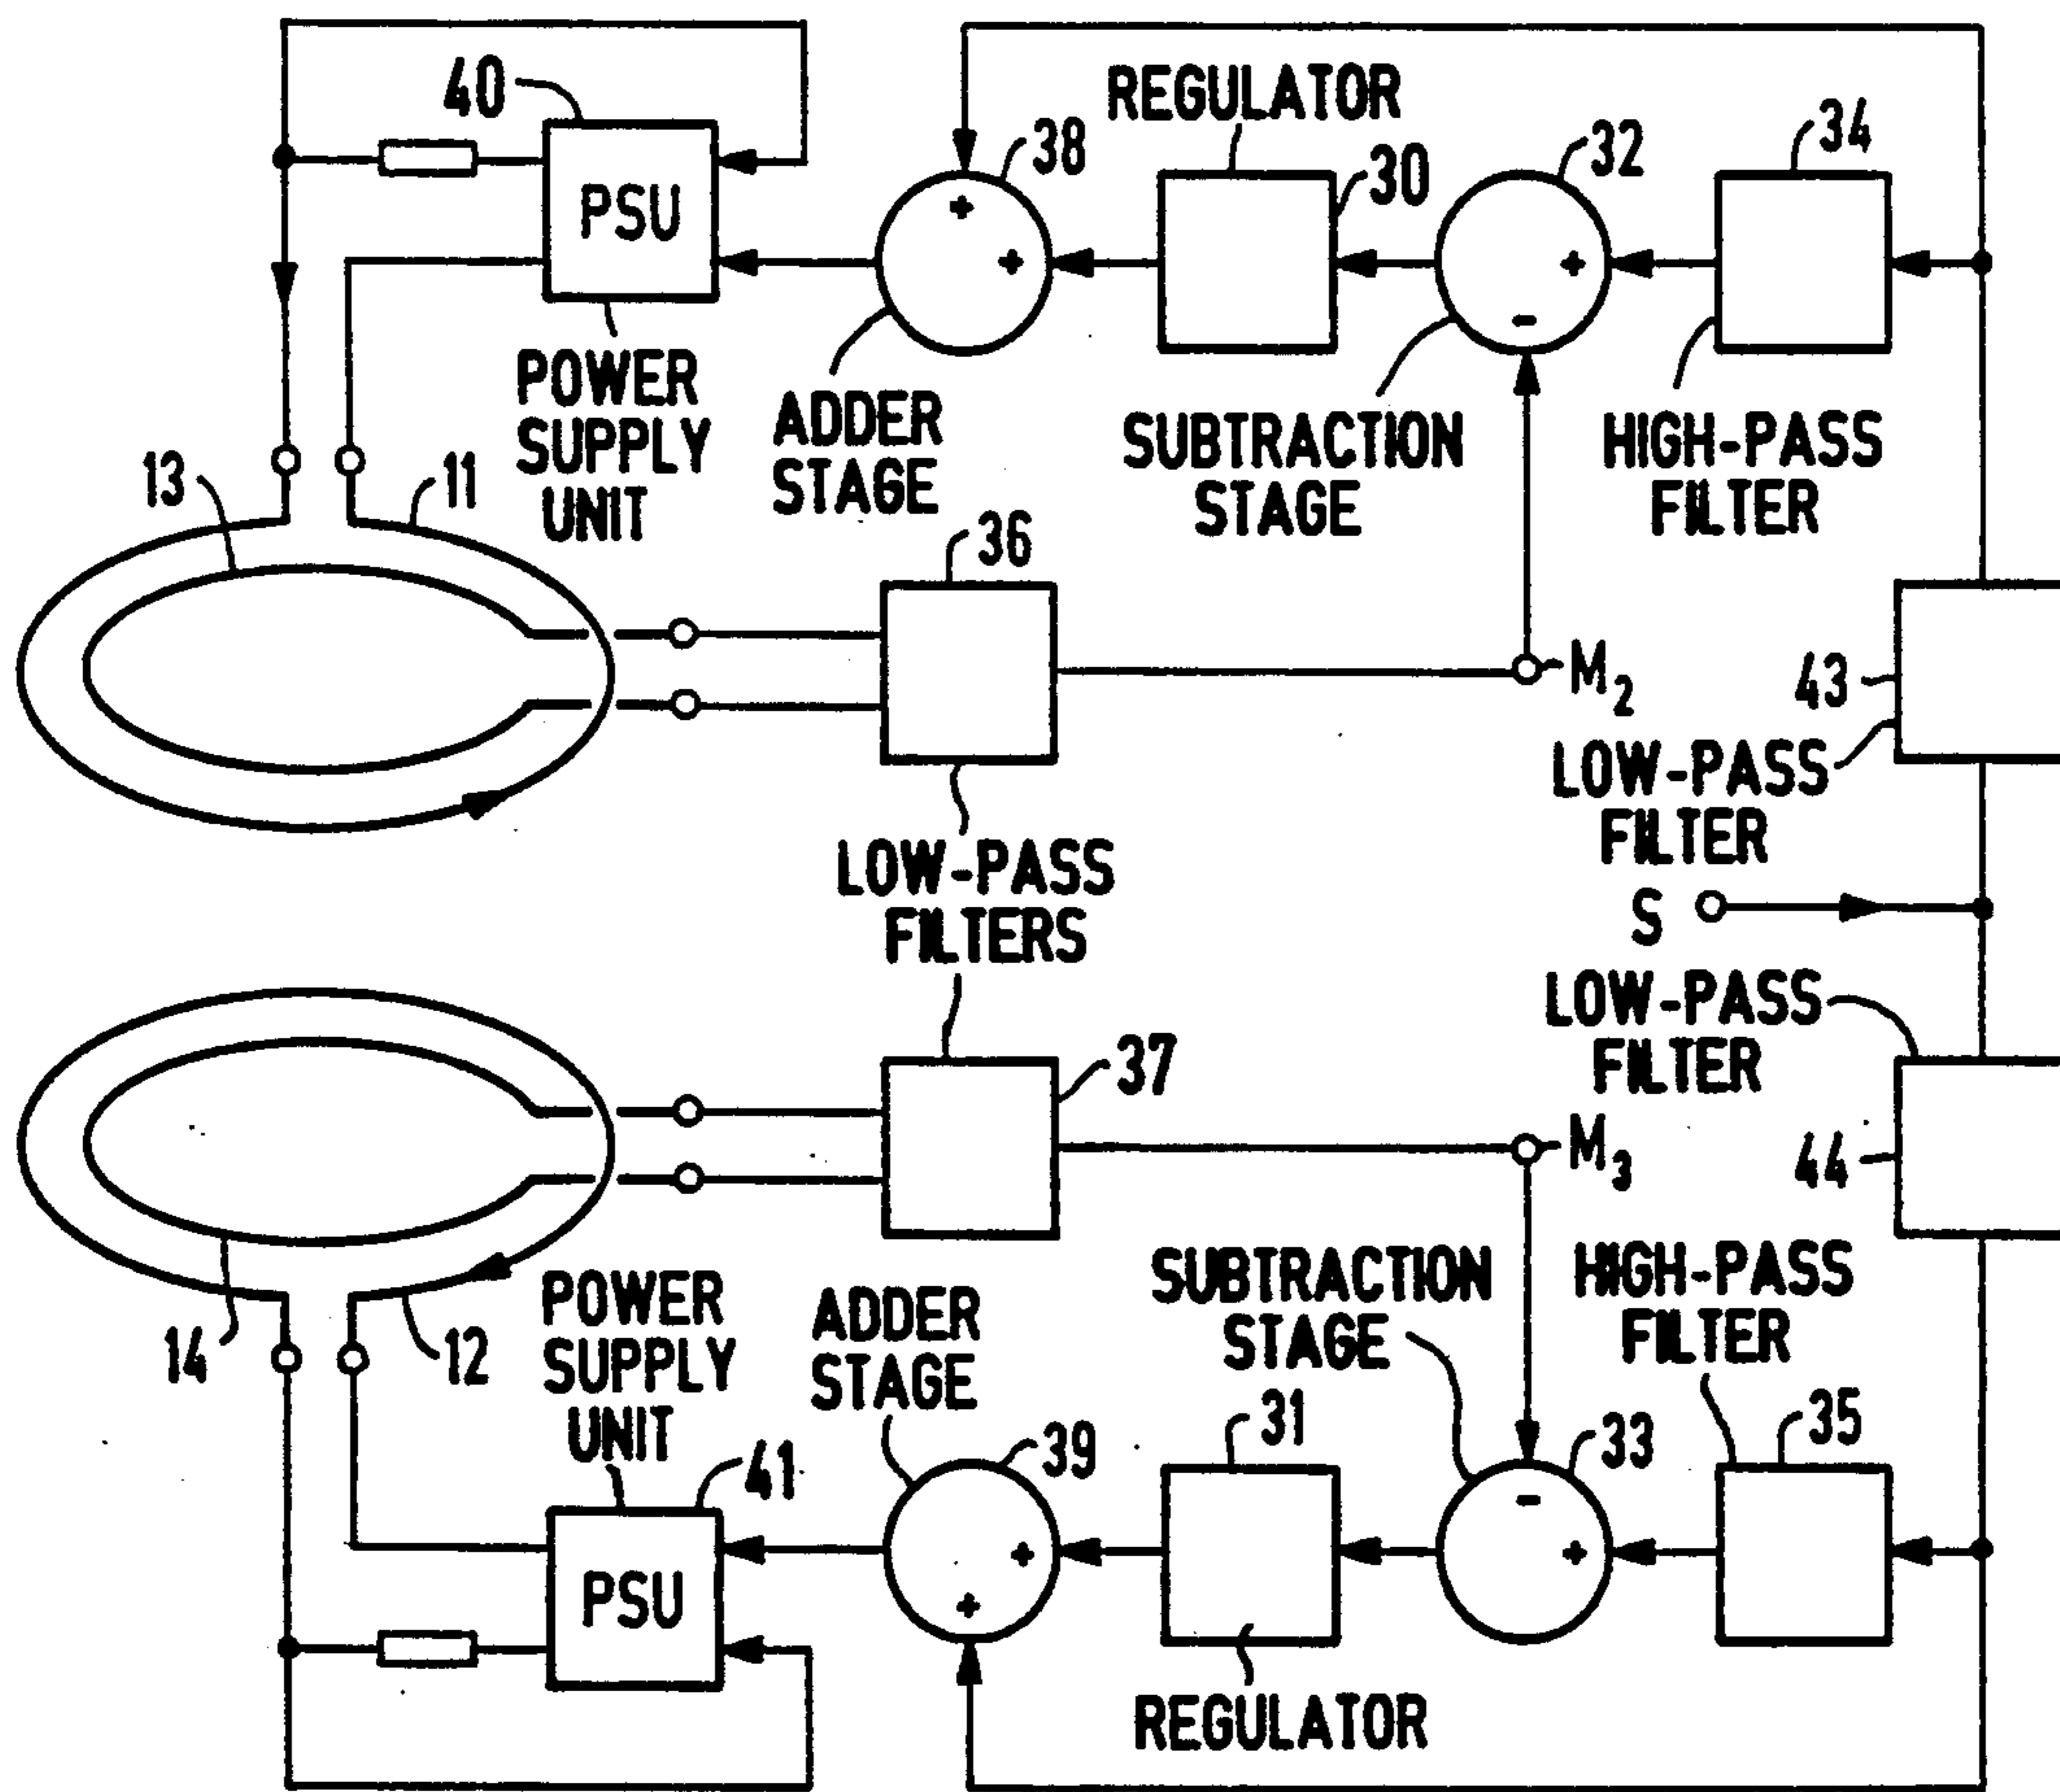 40
REGULATOR
38
30
32
34
PSU
+
+
+
-
POWER
SUPPLY
UNIT
ADDER
STAGE
SUBTRACTION
STAGE
HIGH-PASS
FILTER
13
11
36
M2
43
LOW-PASS
FILTER
LOW-PASS
FILTERS
S
LOW-PASS
FILTER
37
M3
44
SUBTRACTION
STAGE
HIGH-PASS
FILTER
14
12
POWER
SUPPLY
UNIT
ADDER
STAGE
41
39
31
33
35
PSU
+
+
-
+
REGULATOR